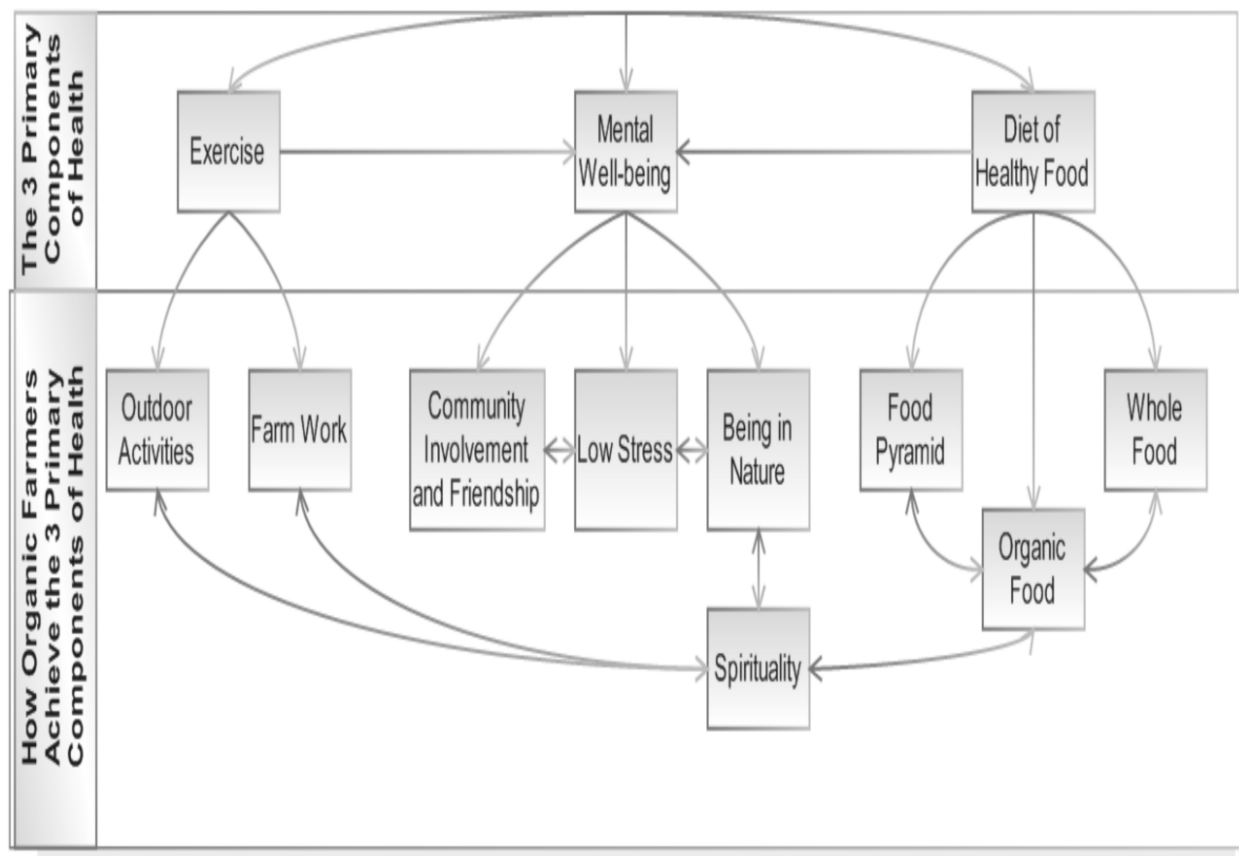 The 3 Primary
Components
of Health
Exercise
Mental
Well-being
Diet of
Healthy Food
How Organic Farmers
Achieve the 3 Primary
Components of Health
Outdoor
Activities
Farm Work
Community
Involvement
and Friendship
Low Stress
Being in
Nature
Food
Pyramid
Whole
Food
Organic
Food
Spirituality